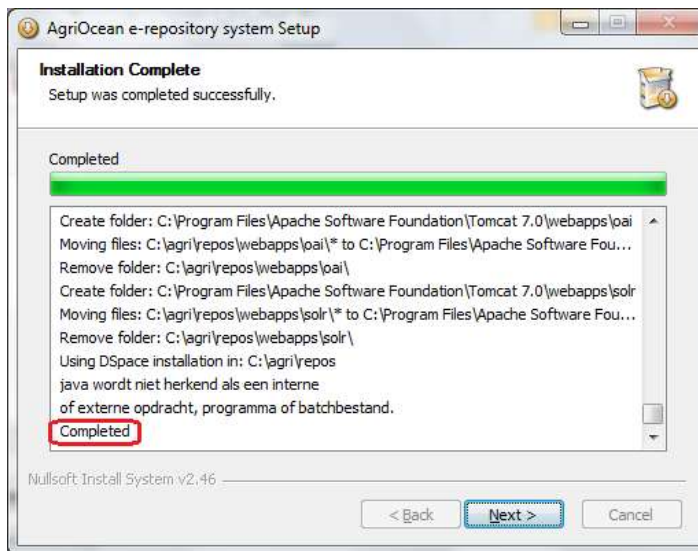 AgriOcean e-repository system Setup
Installation Complete
Setup was completed successfully.
Completed
Create folder: C:\Program Files\Apache Software Foundation\Tomcat 7.0\webapps\oai
Moving files: C:\agri\repos\webapps\oai\* to C:\Program Files\Apache Software Fou...
Remove folder: C:\agri\repos\webapps\oai\
Create folder: C:\Program Files\Apache Software Foundation\Tomcat 7.0\webapps\solr
Moving files: C:\agri\repos\webapps\solr\* to C:\Program Files\Apache Software Fou...
Remove folder: C:\agri\repos\webapps\solr\
Using DSpace installation in: C:\agri\repos
java wordt niet herkend als een interne
of externe opdracht, programma of batchbestand.
Completed
Nullsoft Install System v2.46
< Back Next > Cancel